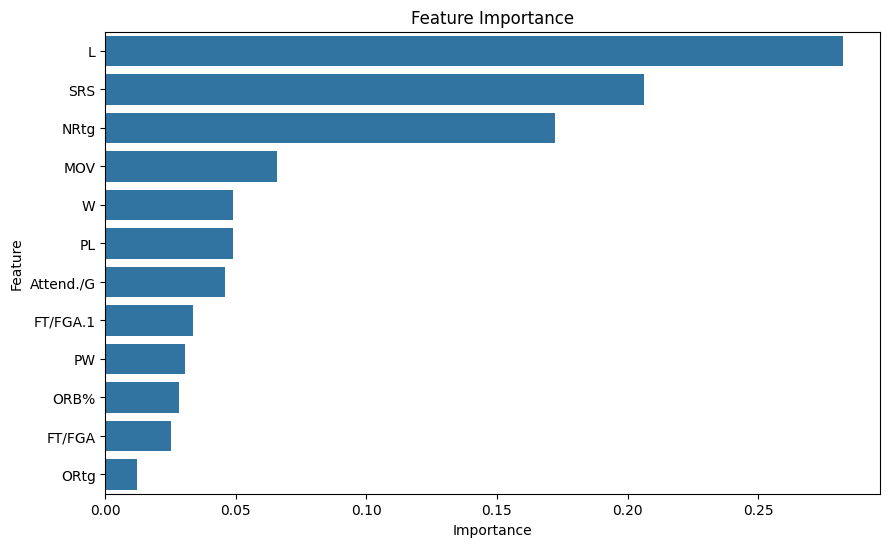 Feature Importance
L
SRS
NRtg
MOV
W
PL
Attend./G
FT/FGA.1
PW
ORB%
FT/FGA
ORtg
Feature
0.00 0.05 0.10 0.15 0.20 0.25
Importance